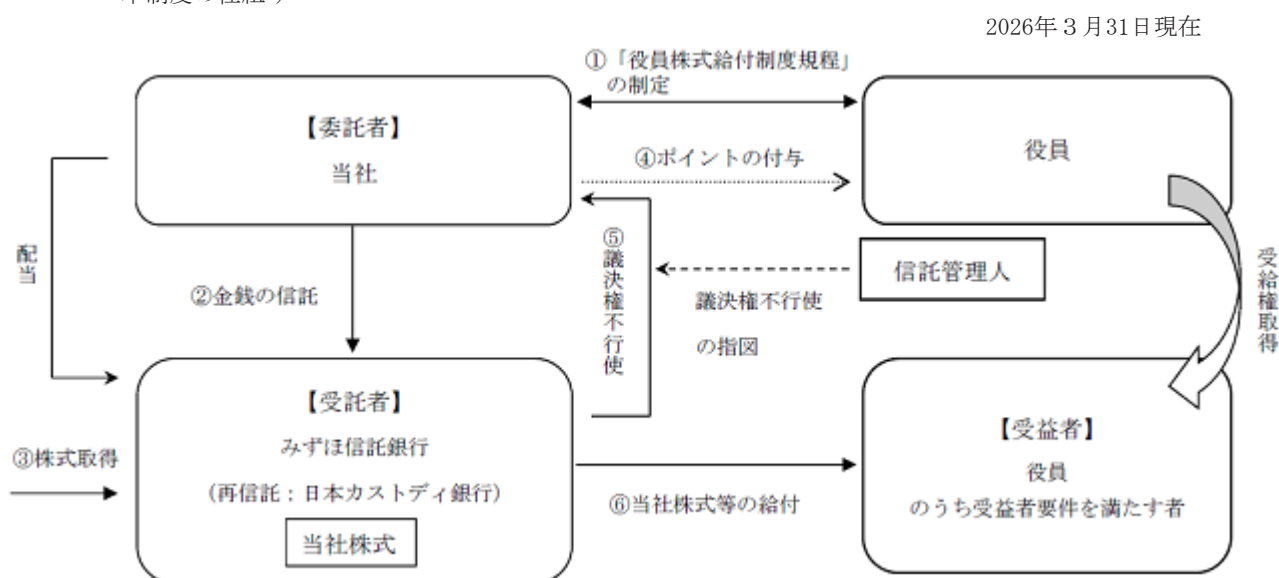 本制度の仕組み
2026年３月31日現在
①「役員株式給付制度規程」
の制定
【委託者】
当社
役員
④ポイントの付与
配当
②金銭の信託
⑤議決権不行使
信託管理人
議決権不行使
の指図
受給権取得
【受託者】
みずほ信託銀行
(再信託：日本カストディ銀行)
当社株式
③株式取得
⑥当社株式等の給付
【受益者】
役員
のうち受益者要件を満たす者